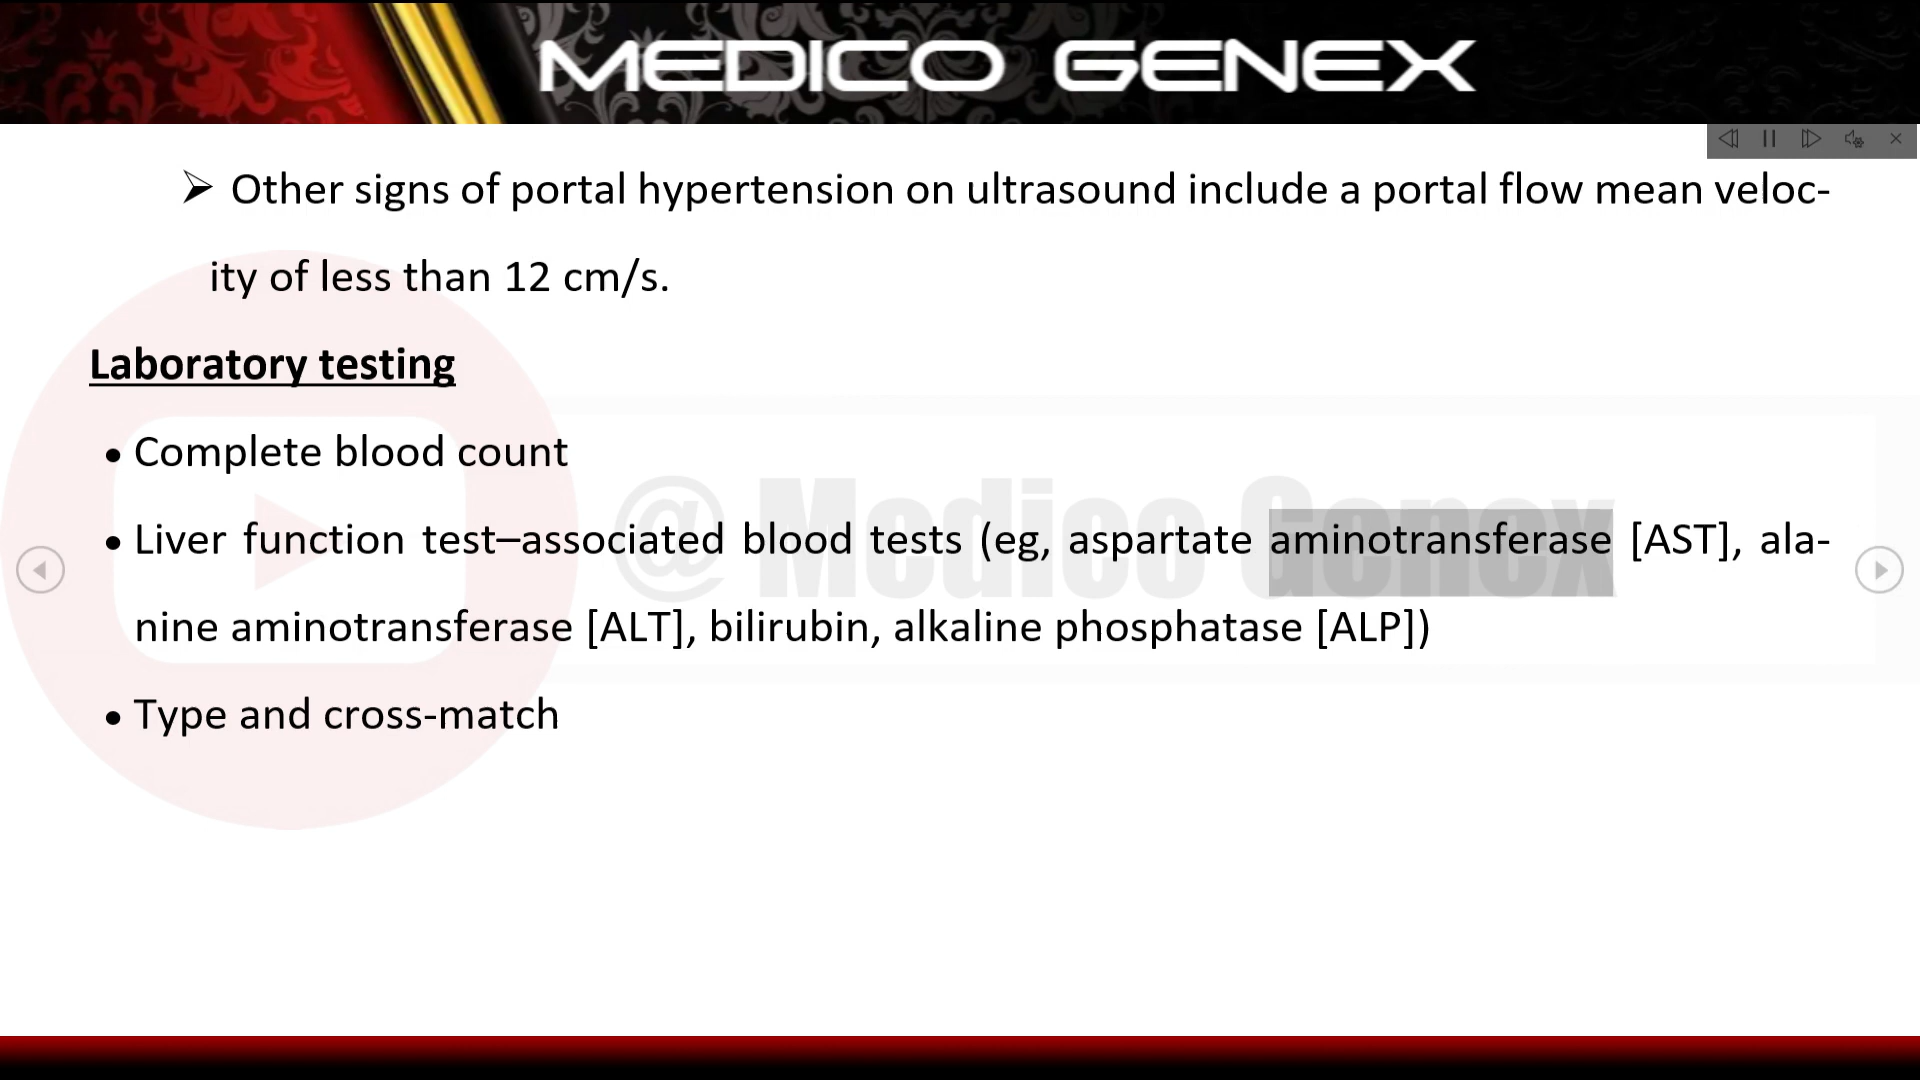 MEDICO GENEX
➢ Other signs of portal hypertension on ultrasound include a portal flow mean veloc-
ity of less than 12 cm/s.
Laboratory testing
• Complete blood count
@Medico Genex
• Liver function test–associated blood tests (eg, aspartate aminotransferase [AST], ala-
nine aminotransferase [ALT], bilirubin, alkaline phosphatase [ALP])
• Type and cross-match